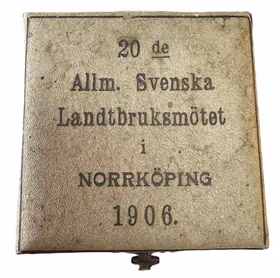 20 de
Allm. Svenska
Landtbruksmötet
i
NORRKÖPING
1906.